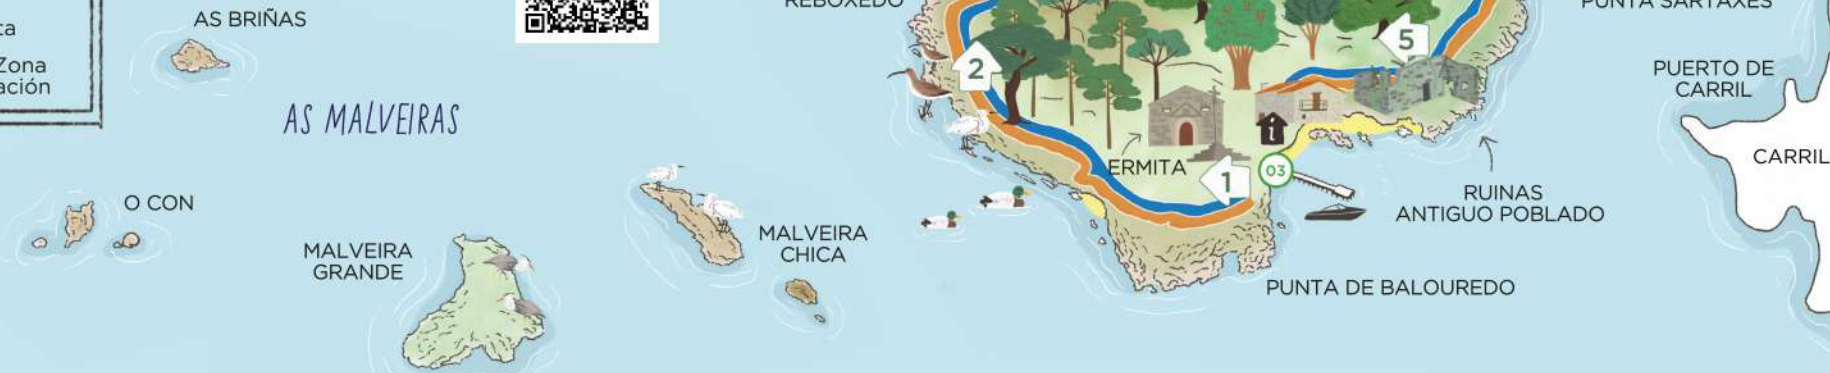 ta
Zona
ación
AS BRIÑAS
AS MALVEIRAS
O CON
MALVEIRA
GRANDE
MALVEIRA
CHICA
REBOXEDO
2
ERMITA
1
i
03
5
RUINAS
ANTIGUO POBLADO
PUNTA DE BALOUREDO
PUNTA SARTAXES
PUERTO DE
CARRIL
CARRIL